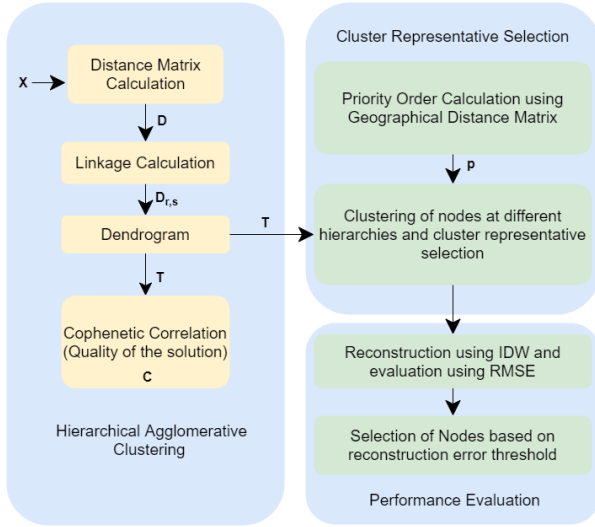 X
Distance Matrix
Calculation
D
Linkage Calculation
D r,s
Dendrogram
T
T
Cophenetic Correlation
(Quality of the solution)
C
Hierarchical Agglomerative
Clustering
Cluster Representative Selection
Priority Order Calculation using
Geographical Distance Matrix
p
Clustering of nodes at different
hierarchies and cluster representative
selection
Reconstruction using IDW and
evaluation using RMSE
Selection of Nodes based on
reconstruction error threshold
Performance Evaluation